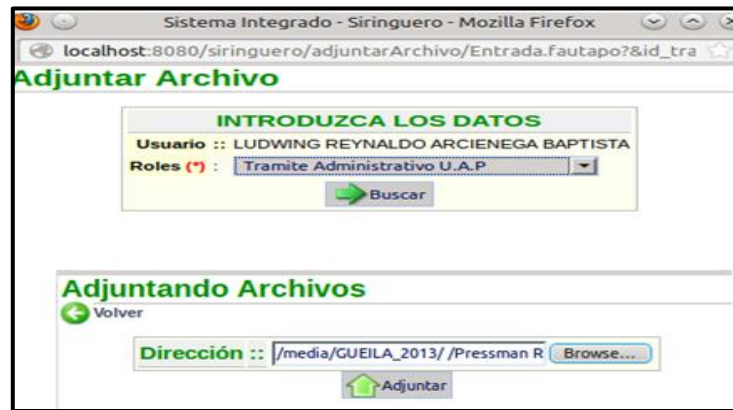 Sistema Integrado - Siringuero - Mozilla Firefox
localhost:8080/siringuero/adjuntarArchivo/Entrada.fautapo?&id_tra
Adjuntar Archivo
INTRODUZCA LOS DATOS
Usuario :: LUDWING REYNALDO ARCIENEGA BAPTISTA
Roles (*) : Tramite Administrativo U.A.P
Buscar
Adjuntando Archivos
Volver
Dirección :: /media/GUEILA_2013/ /Pressman R Browse...
Adjuntar